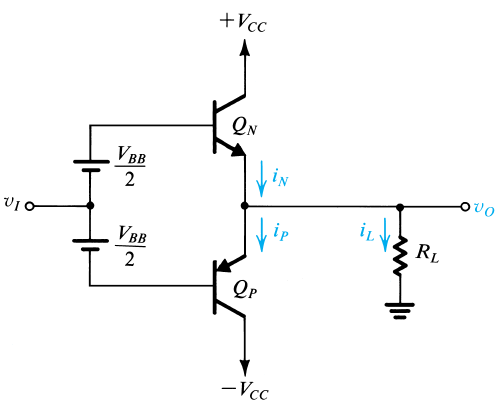 +V_CC
Q_N
V_BB
2
i_N
v_I
v_O
V_BB
2
i_P
i_L
R_L
Q_P
−V_CC